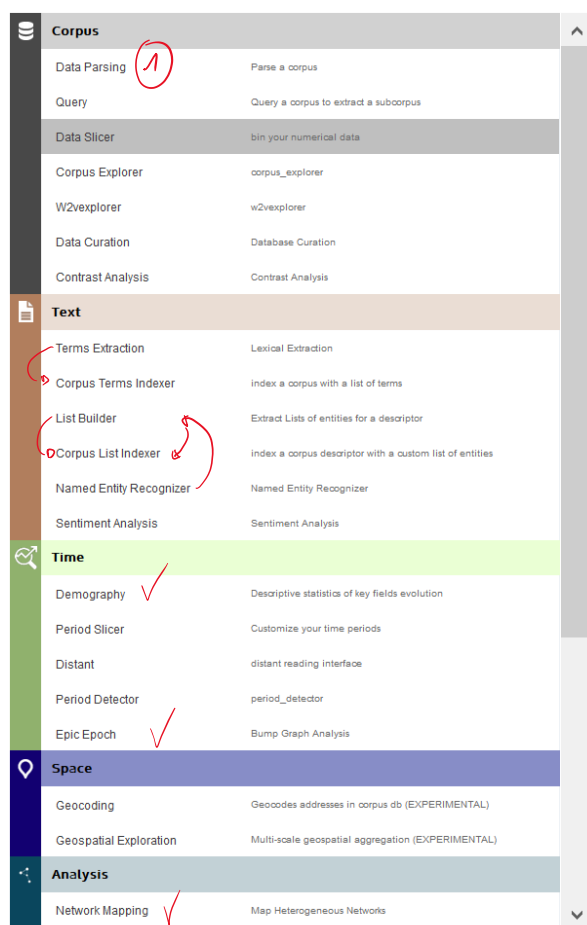 Corpus
Data Parsing 1 Parse a corpus
Query Query a corpus to extract a subcorpus
Data Slicer bin your numerical data
Corpus Explorer corpus_explorer
W2vexplorer w2vexplorer
Data Curation Database Curation
Contrast Analysis Contrast Analysis
Text
Terms Extraction Lexical Extraction
Corpus Terms Indexer index a corpus with a list of terms
List Builder Extract Lists of entities for a descriptor
Corpus List Indexer index a corpus descriptor with a custom list of entities
Named Entity Recognizer Named Entity Recognizer
Sentiment Analysis Sentiment Analysis
Time
Demography Descriptive statistics of key fields evolution
Period Slicer Customize your time periods
Distant distant reading interface
Period Detector period_detector
Epic Epoch Bump Graph Analysis
Space
Geocoding Geocodes addresses in corpus db (EXPERIMENTAL)
Geospatial Exploration Multi-scale geospatial aggregation (EXPERIMENTAL)
Analysis
Network Mapping Map Heterogeneous Networks